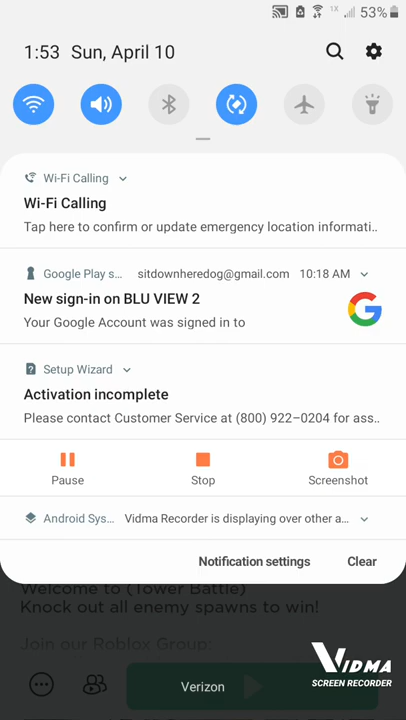 1X 53%
1:53 Sun, April 10
Wi-Fi Calling
Wi-Fi Calling
Tap here to confirm or update emergency location informati..
Google Play s... sitdownheredog@gmail.com 10:18 AM
New sign-in on BLU VIEW 2
Your Google Account was signed in to
Setup Wizard
Activation incomplete
Please contact Customer Service at (800) 922–0204 for ass..
Pause Stop Screenshot
Android Sys... Vidma Recorder is displaying over other a...
Notification settings Clear
Welcome to (Tower Battle)
Knock out all enemy spawns to win!
Join our Roblox Group:
VIDMA
SCREEN RECORDER
Verizon